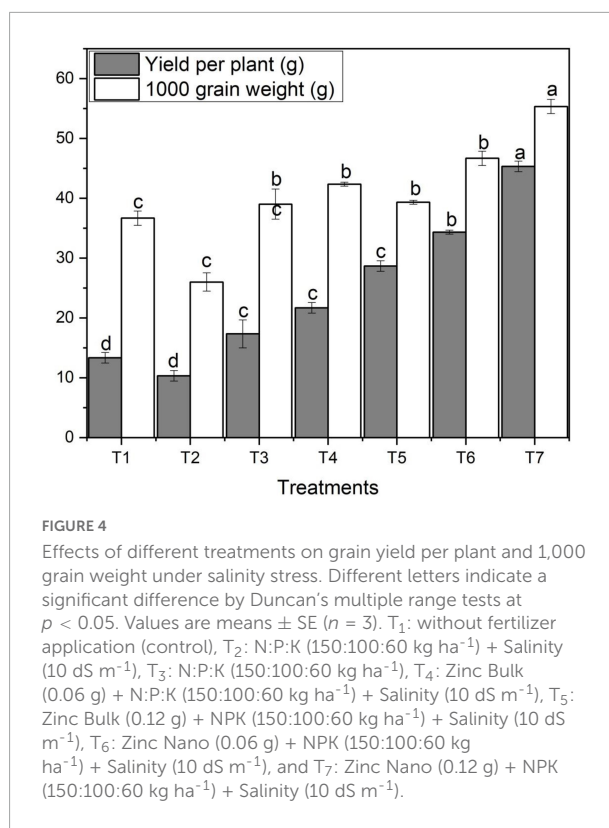 Yield per plant (g)
1000 grain weight (g)
60
50
40
30
20
10
0
d
c
d
c
c
b
c
c
b
c
b
b
b
a
a
T1
T2
T3
T4
T5
T6
T7
Treatments
FIGURE 4
Effects of different treatments on grain yield per plant and 1,000
grain weight under salinity stress. Different letters indicate a
significant difference by Duncan’s multiple range tests at
p < 0.05. Values are means ± SE (n = 3). T₁: without fertilizer
application (control), T₂: N:P:K (150:100:60 kg ha⁻¹) + Salinity
(10 dS m⁻¹), T₃: N:P:K (150:100:60 kg ha⁻¹), T₄: Zinc Bulk
(0.06 g) + N:P:K (150:100:60 kg ha⁻¹) + Salinity (10 dS m⁻¹), T₅:
Zinc Bulk (0.12 g) + NPK (150:100:60 kg ha⁻¹) + Salinity (10 dS
m⁻¹), T₆: Zinc Nano (0.06 g) + NPK (150:100:60 kg
ha⁻¹) + Salinity (10 dS m⁻¹), and T₇: Zinc Nano (0.12 g) + NPK
(150:100:60 kg ha⁻¹) + Salinity (10 dS m⁻¹).